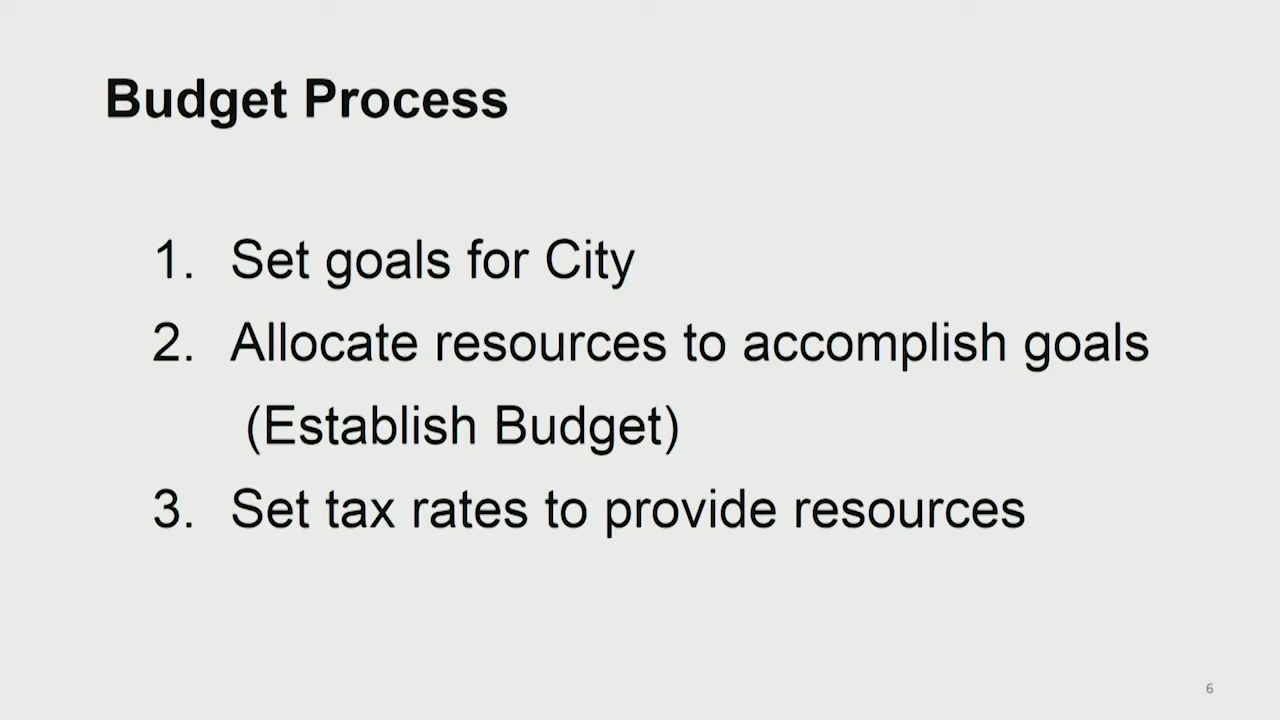 Budget Process
1. Set goals for City
2. Allocate resources to accomplish goals
(Establish Budget)
3. Set tax rates to provide resources
6